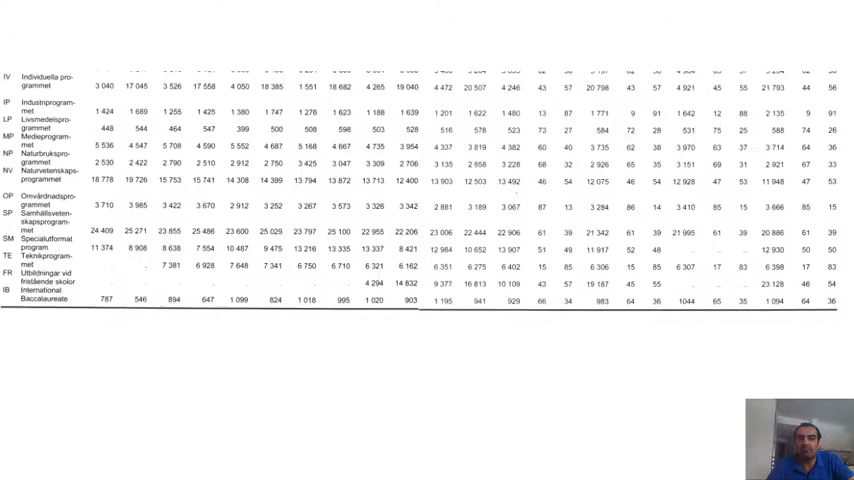 IV Individuella pro-
grammet 3 040 17 045 3 526 17 558 4 050 18 385 1 551 18 682 4 265 19 040 4 472 20 507 4 246 43 57 20 798 43 57 4 921 45 55 21 793 44 56
IP Industriprogram-
met 1 424 1 689 1 255 1 425 1 380 1 747 1 276 1 623 1 188 1 639 1 201 1 622 1 480 13 87 1 771 9 91 1 642 12 88 2 135 9 91
LP Livsmedelspro-
grammet 448 544 464 547 399 500 508 598 503 528 516 578 523 73 27 584 72 28 531 75 25 588 74 26
MP Medieprogram-
met 5 536 4 547 5 708 4 590 5 552 4 687 5 168 4 667 4 735 3 954 4 337 3 819 4 382 60 40 3 735 62 38 3 970 63 37 3 714 64 36
NP Naturbrukspro-
grammet 2 530 2 422 2 790 2 510 2 912 2 750 3 425 3 047 3 309 2 706 3 135 2 858 3 228 68 32 2 926 65 35 3 151 69 31 2 921 67 33
NV Naturvetenskaps-
programmet 18 778 19 726 15 753 15 741 14 308 14 399 13 794 13 872 13 713 12 400 13 903 12 503 13 492 46 54 12 075 46 54 12 928 47 53 11 948 47 53
OP Omvårdnadspro-
grammet 3 710 3 985 3 422 3 670 2 912 3 252 3 267 3 573 3 326 3 342 2 881 3 189 3 067 87 13 3 284 86 14 3 410 85 15 3 666 85 15
SP Samhällsveten-
skapsprogram-
met 24 409 25 271 23 855 25 486 23 600 25 029 23 797 25 100 22 955 22 206 23 006 22 444 22 906 61 39 21 342 61 39 21 995 61 39 20 886 61 39
SM Specialutformat
program 11 374 8 908 8 638 7 554 10 487 9 475 13 216 13 335 13 337 8 421 12 984 10 652 13 907 51 49 11 917 52 48 .. .. .. 12 930 50 50
TE Teknikprogram-
met . . 7 381 6 928 7 648 7 341 6 750 6 710 6 321 6 162 6 351 6 275 6 402 15 85 6 306 15 85 6 307 17 83 6 398 17 83
FR Utbildningar vid
fristående skolor . . . . . . . . 4 294 14 832 9 377 16 813 10 109 43 57 19 187 45 55 .. .. .. 23 128 46 54
IB International
Baccalaureate 787 546 894 647 1 099 824 1 018 995 1 020 903 1 195 941 929 66 34 983 64 36 1044 65 35 1 094 64 36